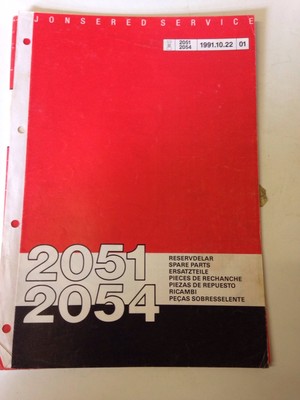 JONSERED SERVICE
2051
2054
1991.10.22
01
2051
2054
RESERVDELAR
SPARE PARTS
ERSATZTEILE
PIECES DE RECHANCHE
PIEZAS DE REPUESTO
RICAMBI
PEÇAS SOBRESSELENTE